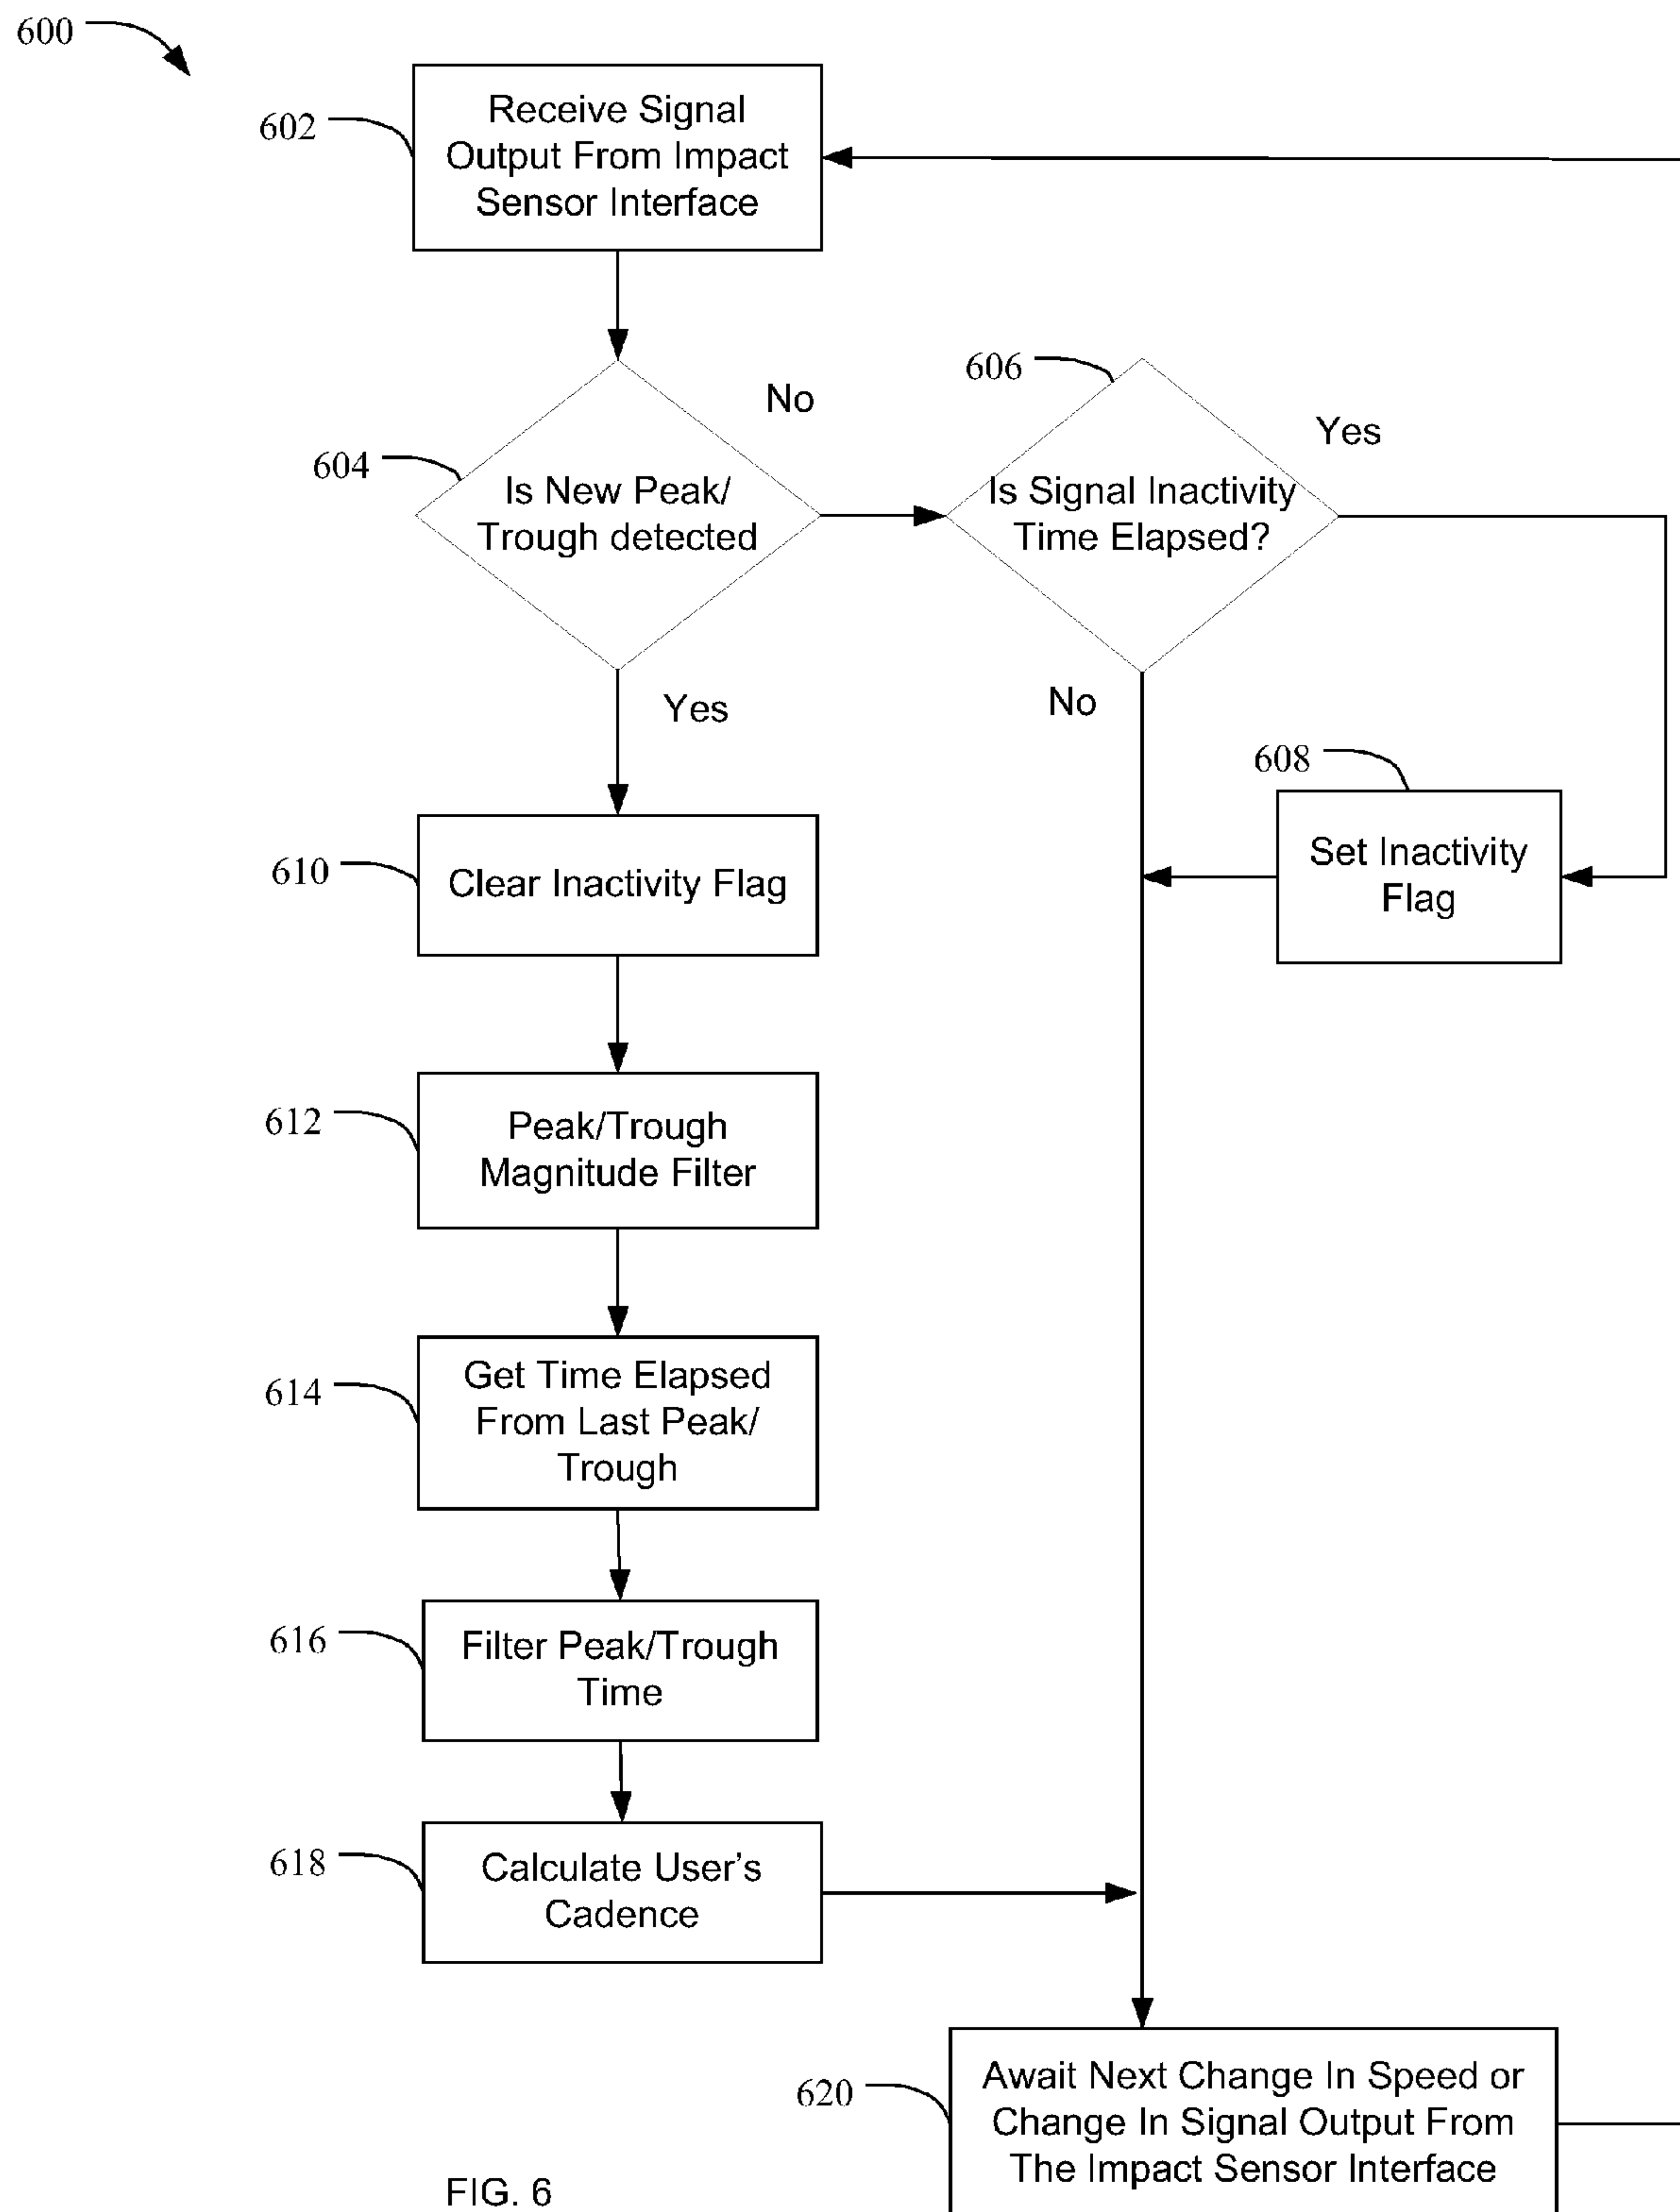 600
602
Receive Signal
Output From Impact
Sensor Interface
604
Is New Peak/
Trough detected
No
606
Is Signal Inactivity
Time Elapsed?
Yes
Yes
No
608
Set Inactivity
Flag
610
Clear Inactivity Flag
612
Peak/Trough
Magnitude Filter
614
Get Time Elapsed
From Last Peak/
Trough
616
Filter Peak/Trough
Time
618
Calculate User's
Cadence
620
Await Next Change In Speed or
Change In Signal Output From
The Impact Sensor Interface
FIG. 6